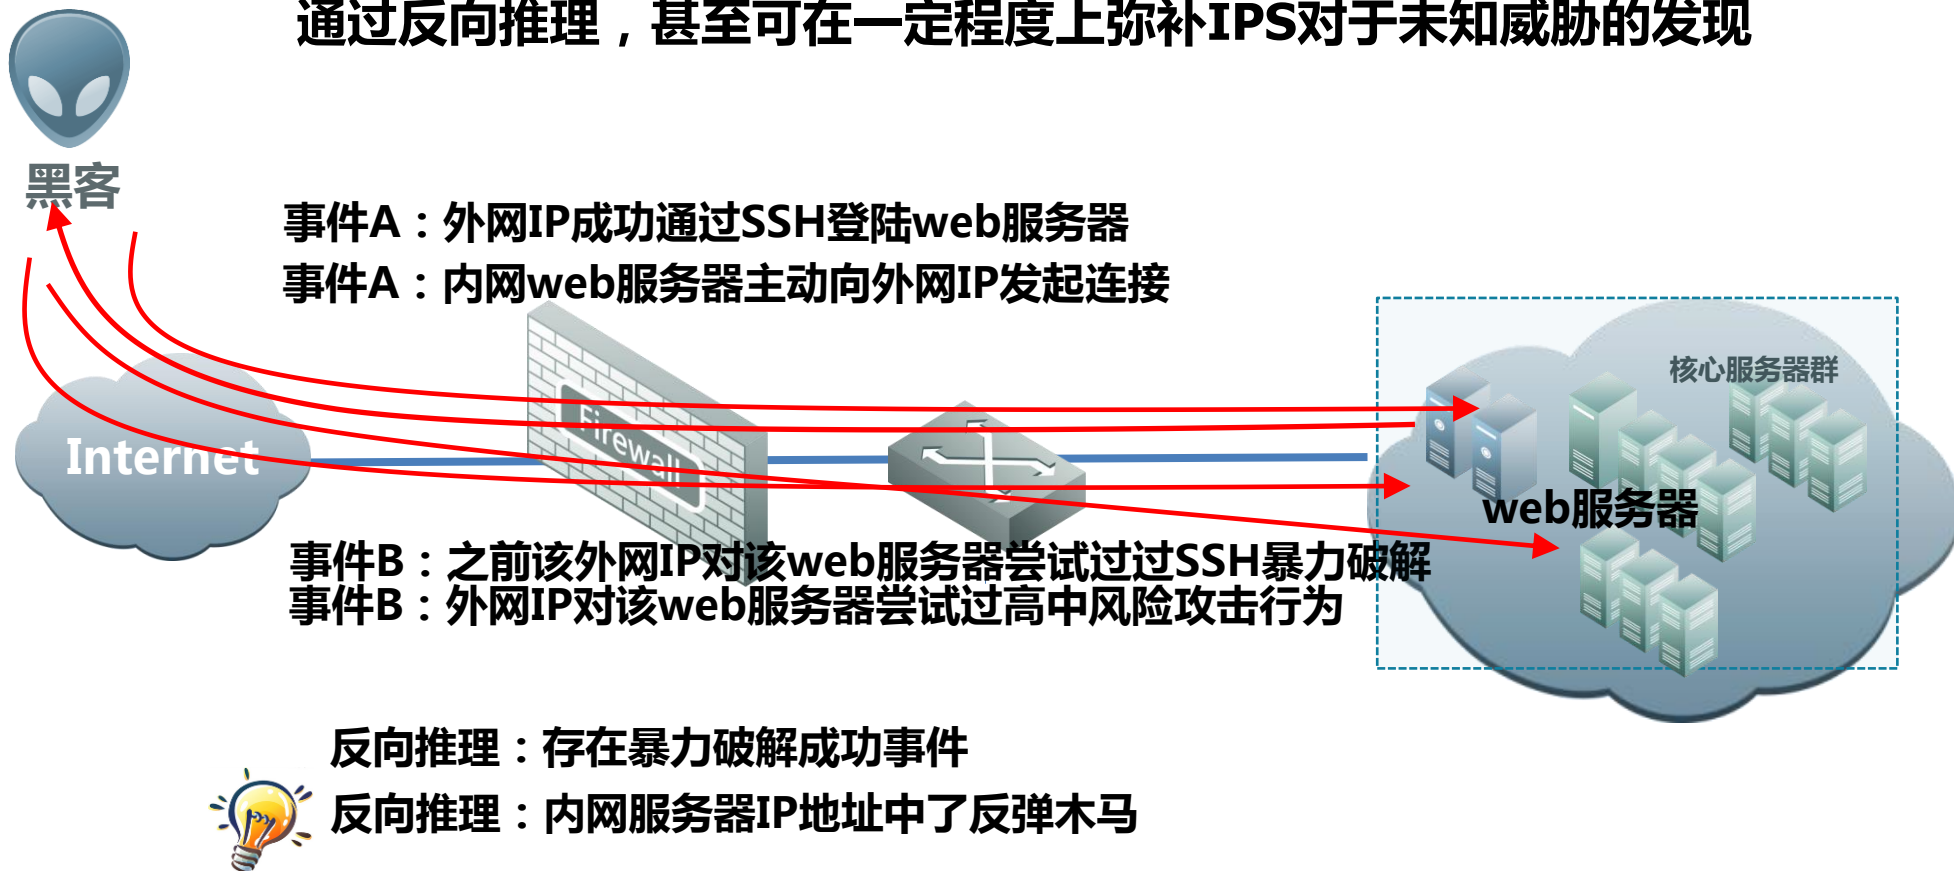 通过反向推理，甚至可在一定程度上弥补IPS对于未知威胁的发现
黑客
事件A：外网IP成功通过SSH登陆web服务器
事件A：内网web服务器主动向外网IP发起连接
核心服务器群
Firewall
Internet
web服务器
事件B：之前该外网IP对该web服务器尝试过过SSH暴力破解
事件B：外网IP对该web服务器尝试过高中风险攻击行为
反向推理：存在暴力破解成功事件
反向推理：内网服务器IP地址中了反弹木马